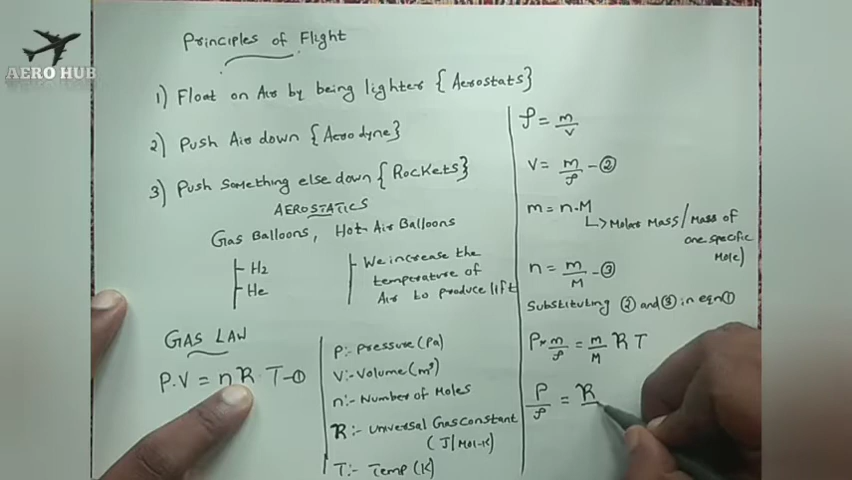 AERO HUB
Principles of Flight
1) Float on Air by being lighter { Aerostats}
2) Push Air down {Aerodyne}
3) Push Something else down { Rockets}
AEROSTATICS
Gas Balloons, Hot Air Balloons
H2
He
We increase the
temperature of
Air to produce lift
GAS LAW
P.V = n R . T - ①
P:- Pressure (Pa)
V:- Volume (m³)
n:- Number of Moles
R:- Universal Gas Constant
(J/Mol-K)
T:- Temp (K)
ρ = m/V
V = m/ρ - ②
m = n.M
↳ Molar Mass / Mass of
one specific
Mole)
n = m/M - ③
Substituting ② and ③ in eqn ①
P × m/ρ = m/M R T
P/ρ = R